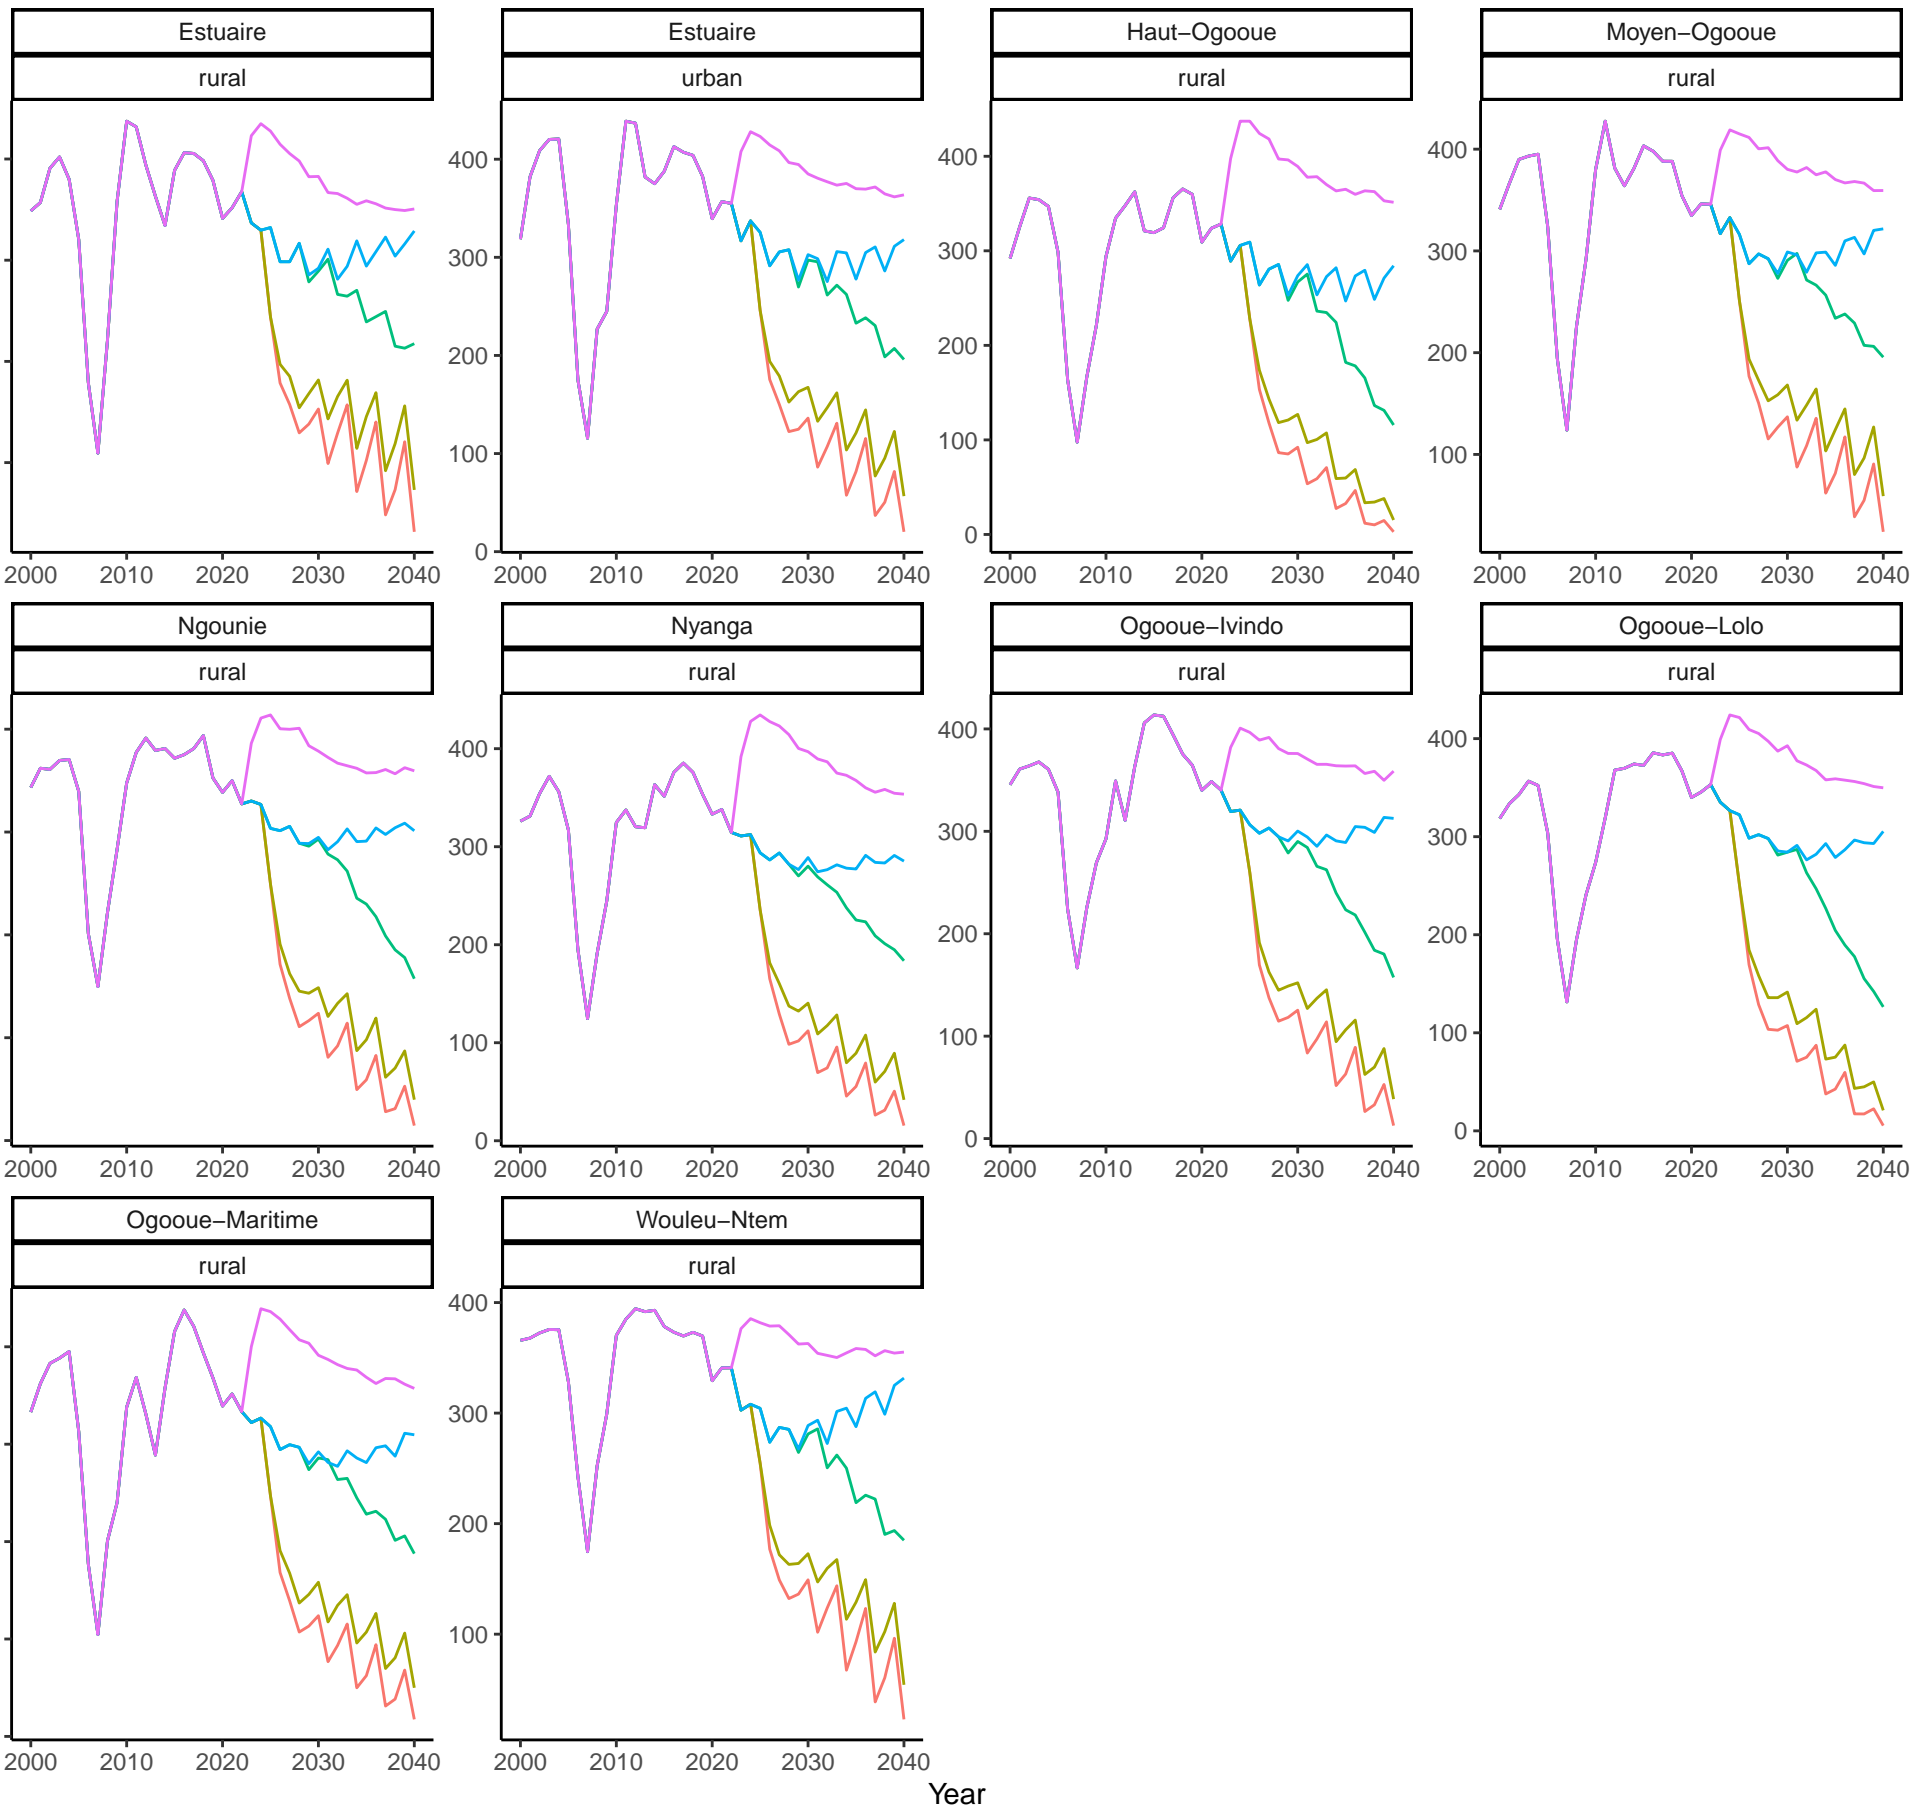 Estuaire Estuaire Haut−Ogooue Moyen−Ogooue
rural urban rural rural
400 400 400
300 300 300
200 200 200
100 100 100
0 0
2000 2010 2020 2030 2040 2000 2010 2020 2030 2040 2000 2010 2020 2030 2040 2000 2010 2020 2030 2040
Ngounie Nyanga Ogooue−Ivindo Ogooue−Lolo
rural rural rural rural
400 400 400
300 300 300
200 200 200
100 100 100
0 0 0
2000 2010 2020 2030 2040 2000 2010 2020 2030 2040 2000 2010 2020 2030 2040 2000 2010 2020 2030 2040
Ogooue−Maritime Wouleu−Ntem
rural rural
400
300
200
100
2000 2010 2020 2030 2040 2000 2010 2020 2030 2040
Year